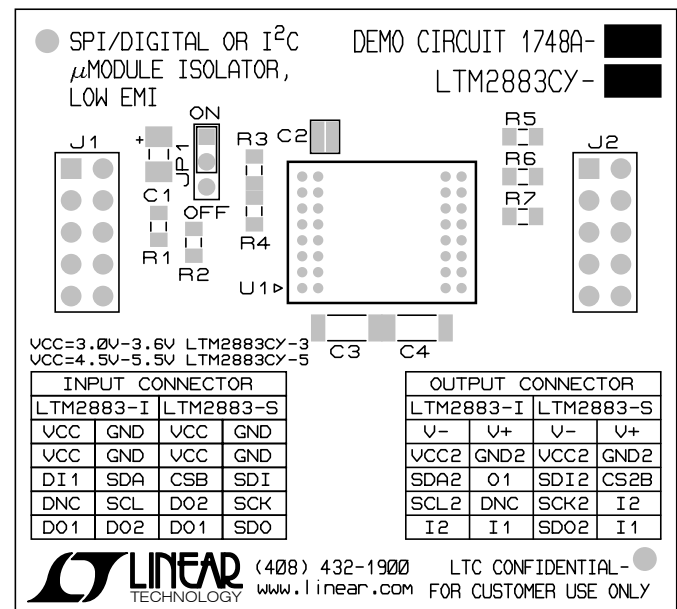 SPI/DIGITAL OR I²C DEMO CIRCUIT 1748A-
µMODULE ISOLATOR, LTM2883CY-
LOW EMI
ON
J1
+
JP1
R3
C2
R5
J2
R6
C1
OFF
R7
R1
R2
R4
U1
VCC=3.0V-3.6V LTM2883CY-3
VCC=4.5V-5.5V LTM2883CY-5
C3 C4
INPUT CONNECTOR
LTM2883-I LTM2883-S
VCC GND VCC GND
VCC GND VCC GND
DI1 SDA CSB SDI
DNC SCL DO2 SCK
DO1 DO2 DO1 SDO
OUTPUT CONNECTOR
LTM2883-I LTM2883-S
V- V+ V- V+
VCC2 GND2 VCC2 GND2
SDA2 O1 SDI2 CS2B
SCL2 DNC SCK2 I2
I2 I1 SDO2 I1
LINEAR
TECHNOLOGY
(408) 432-1900
www.linear.com
LTC CONFIDENTIAL-
FOR CUSTOMER USE ONLY